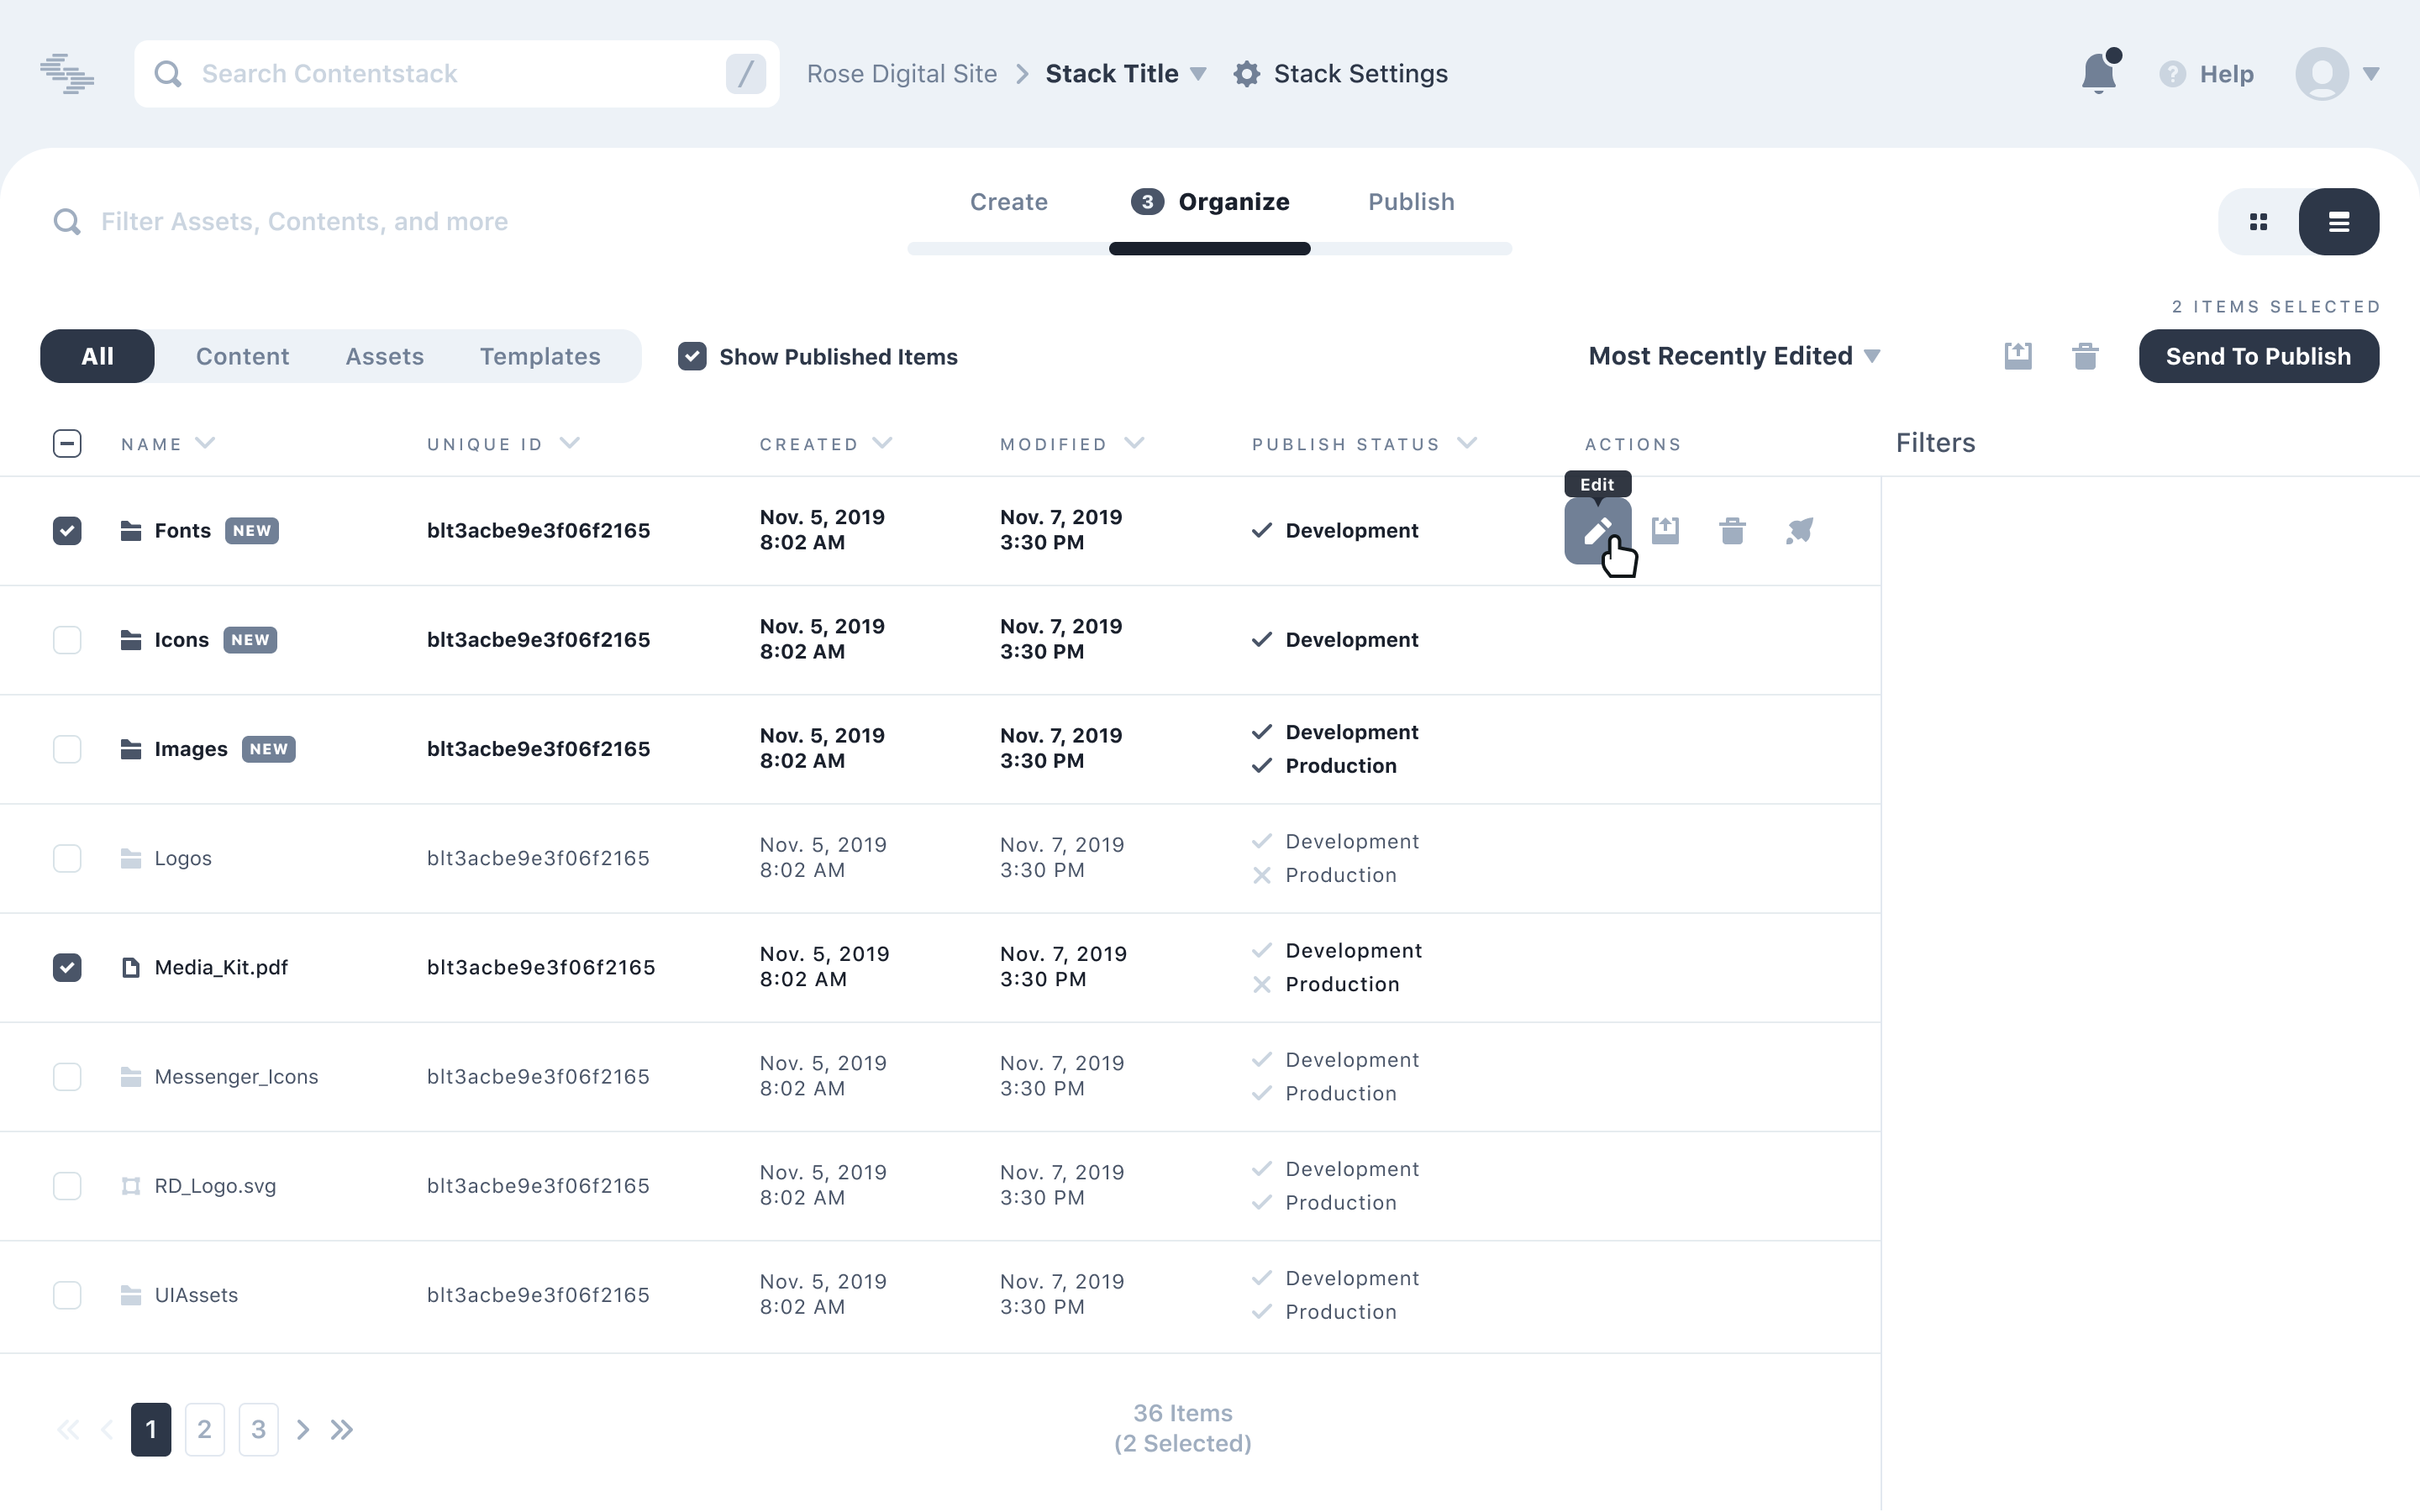 Search Contentstack /
Rose Digital Site > Stack Title Stack Settings
? Help
Filter Assets, Contents, and more
Create 3 Organize Publish
2 ITEMS SELECTED
All Content Assets Templates
Show Published Items
Most Recently Edited
Send To Publish
NAME UNIQUE ID CREATED MODIFIED PUBLISH STATUS ACTIONS Filters
Edit
Fonts NEW
blt3acbe9e3f06f2165
Nov. 5, 2019
8:02 AM
Nov. 7, 2019
3:30 PM
Development
Icons NEW
blt3acbe9e3f06f2165
Nov. 5, 2019
8:02 AM
Nov. 7, 2019
3:30 PM
Development
Images NEW
blt3acbe9e3f06f2165
Nov. 5, 2019
8:02 AM
Nov. 7, 2019
3:30 PM
Development
Production
Logos
blt3acbe9e3f06f2165
Nov. 5, 2019
8:02 AM
Nov. 7, 2019
3:30 PM
Development
Production
Media_Kit.pdf
blt3acbe9e3f06f2165
Nov. 5, 2019
8:02 AM
Nov. 7, 2019
3:30 PM
Development
Production
Messenger_Icons
blt3acbe9e3f06f2165
Nov. 5, 2019
8:02 AM
Nov. 7, 2019
3:30 PM
Development
Production
RD_Logo.svg
blt3acbe9e3f06f2165
Nov. 5, 2019
8:02 AM
Nov. 7, 2019
3:30 PM
Development
Production
UIAssets
blt3acbe9e3f06f2165
Nov. 5, 2019
8:02 AM
Nov. 7, 2019
3:30 PM
Development
Production
1 2 3
36 Items
(2 Selected)